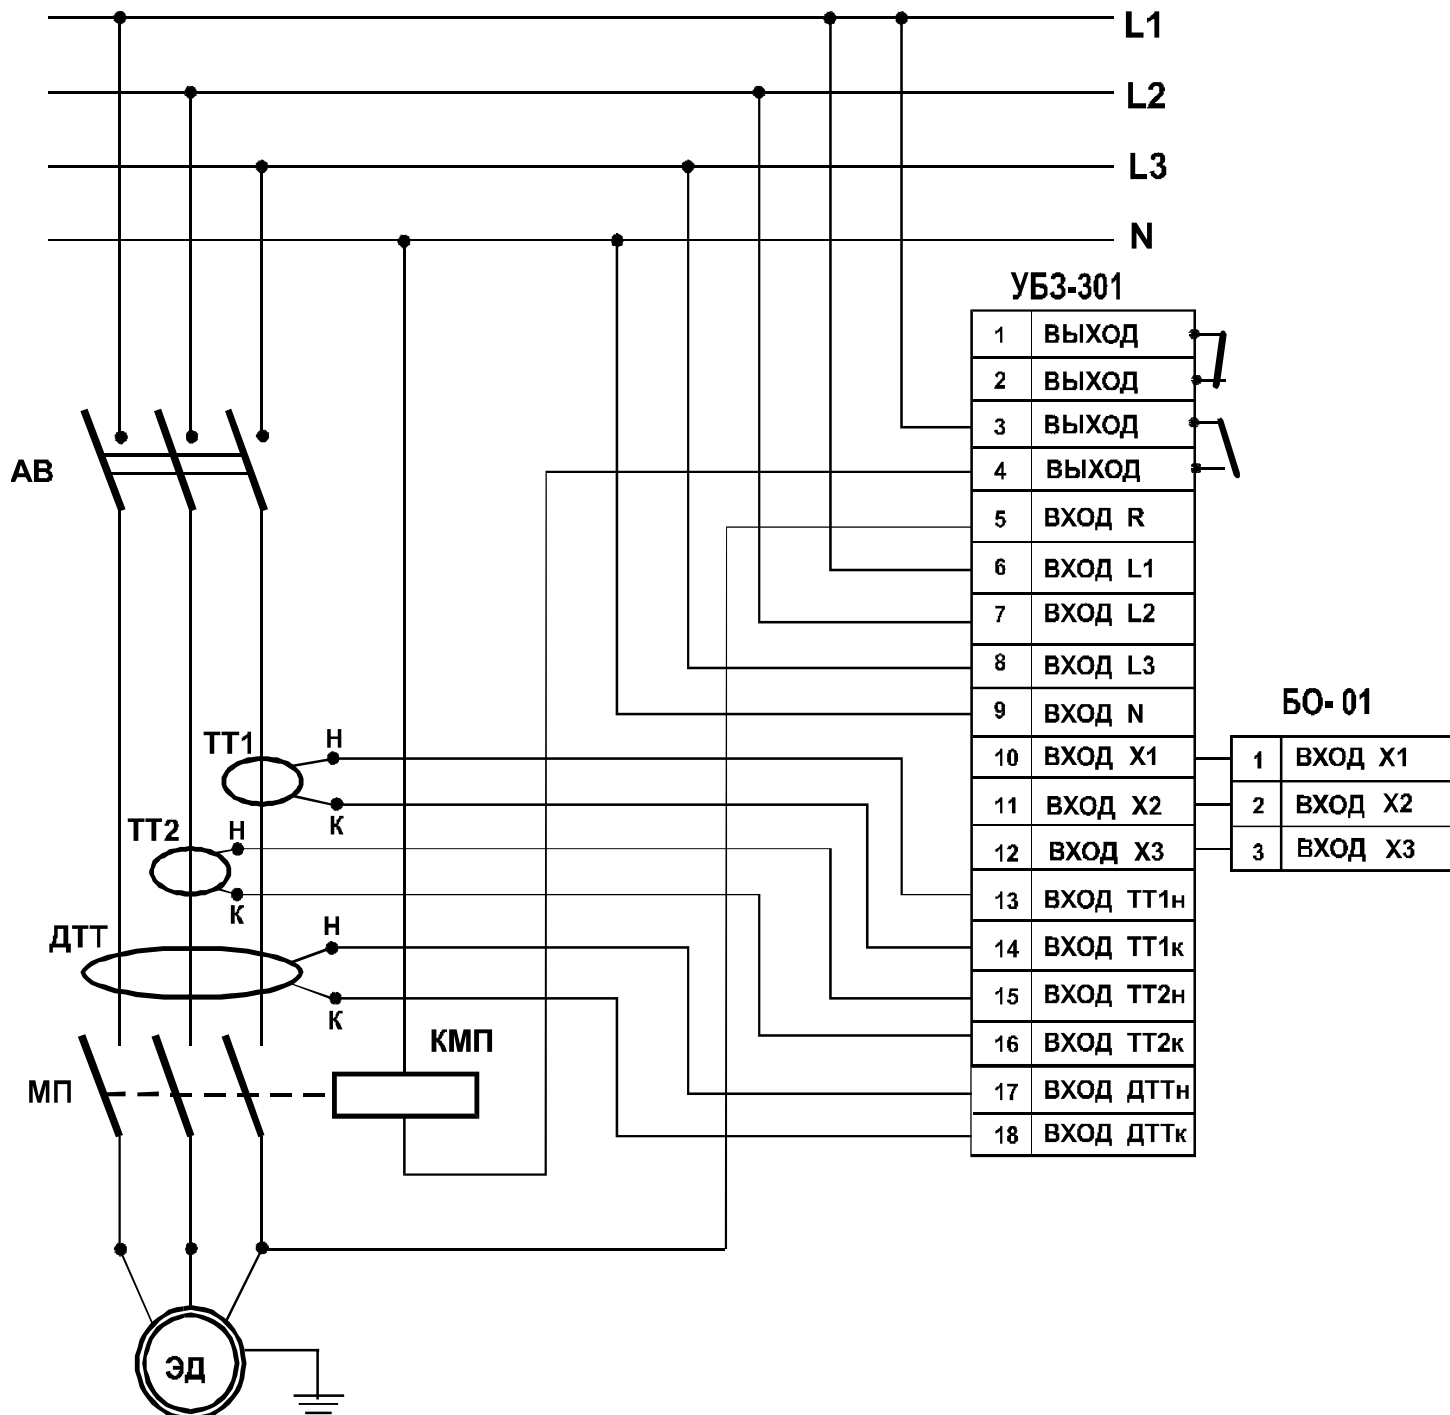 L1
L2
L3
N
УБЗ-301
1 ВЫХОД
2 ВЫХОД
3 ВЫХОД
4 ВЫХОД
5 ВХОД R
6 ВХОД L1
7 ВХОД L2
8 ВХОД L3
9 ВХОД N
10 ВХОД X1
11 ВХОД X2
12 ВХОД X3
13 ВХОД ТТ1н
14 ВХОД ТТ1к
15 ВХОД ТТ2н
16 ВХОД ТТ2к
17 ВХОД ДТТн
18 ВХОД ДТТк
БО- 01
1 ВХОД X1
2 ВХОД X2
3 ВХОД X3
АВ
ТТ1
Н
К
ТТ2
Н
К
ДТТ
Н
К
КМП
МП
ЭД